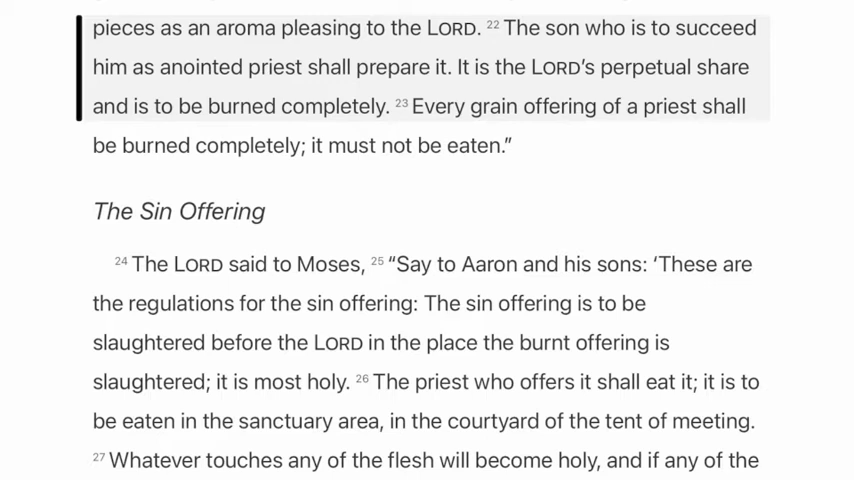 pieces as an aroma pleasing to the LORD. 22 The son who is to succeed
him as anointed priest shall prepare it. It is the LORD’s perpetual share
and is to be burned completely. 23 Every grain offering of a priest shall
be burned completely; it must not be eaten.”
The Sin Offering
24 The LORD said to Moses, 25 “Say to Aaron and his sons: ‘These are
the regulations for the sin offering: The sin offering is to be
slaughtered before the LORD in the place the burnt offering is
slaughtered; it is most holy. 26 The priest who offers it shall eat it; it is to
be eaten in the sanctuary area, in the courtyard of the tent of meeting.
27 Whatever touches any of the flesh will become holy, and if any of the